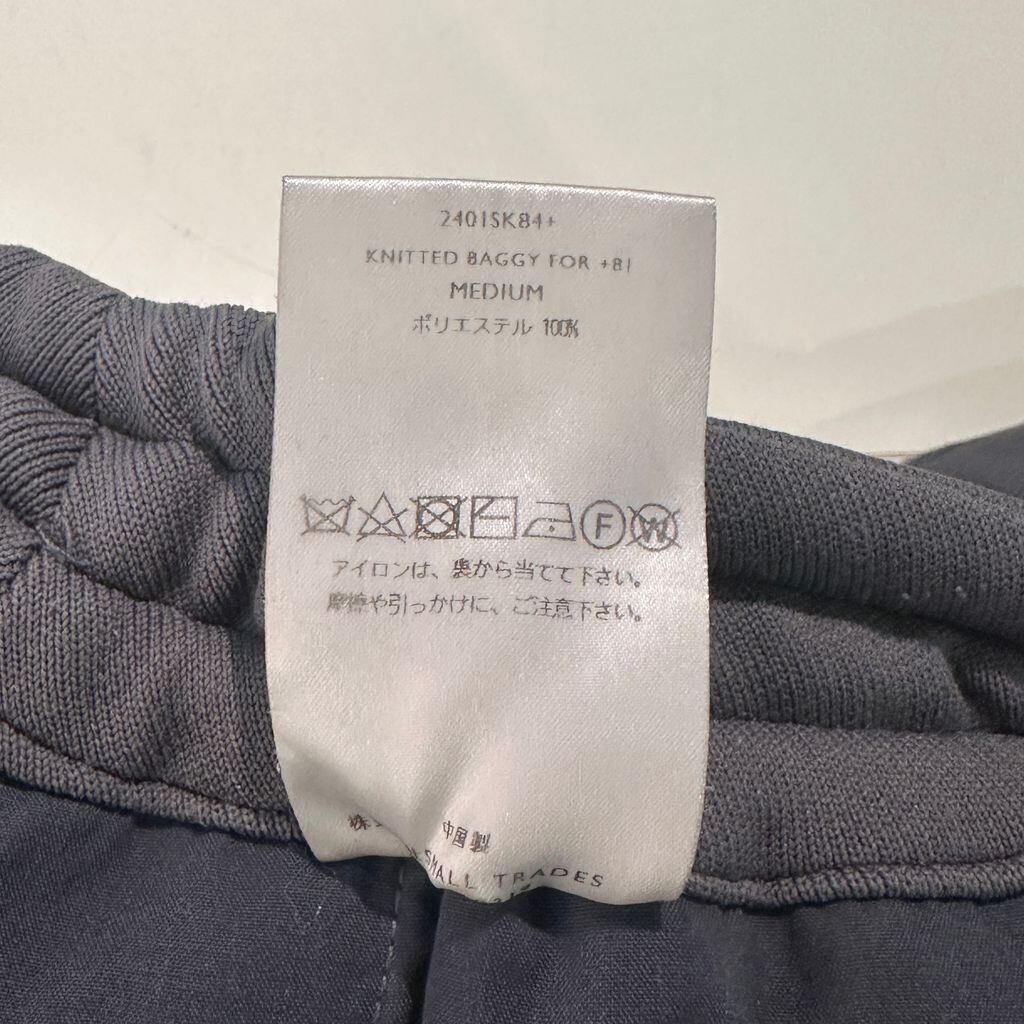 2401SK84+
KNITTED BAGGY FOR +81
MEDIUM
ポリエステル 100%
F W
アイロンは、裏から当てて下さい。
摩擦や引っかけに、ご注意下さい。
中国製
SMALL TRADES